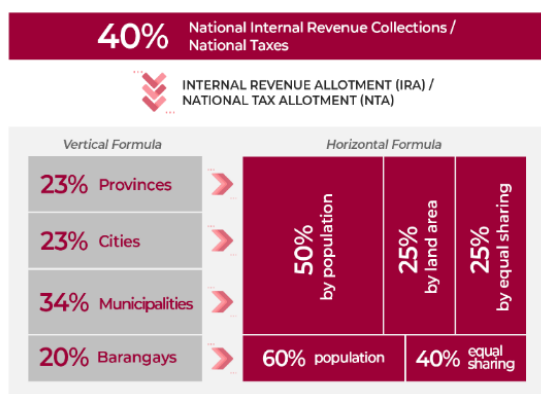 40%
National Internal Revenue Collections /
National Taxes
INTERNAL REVENUE ALLOTMENT (IRA) /
NATIONAL TAX ALLOTMENT (NTA)
Vertical Formula
Horizontal Formula
23% Provinces
23% Cities
34% Municipalities
20% Barangays
50%
by population
25%
by land area
25%
by equal sharing
60% population
40% equal
sharing